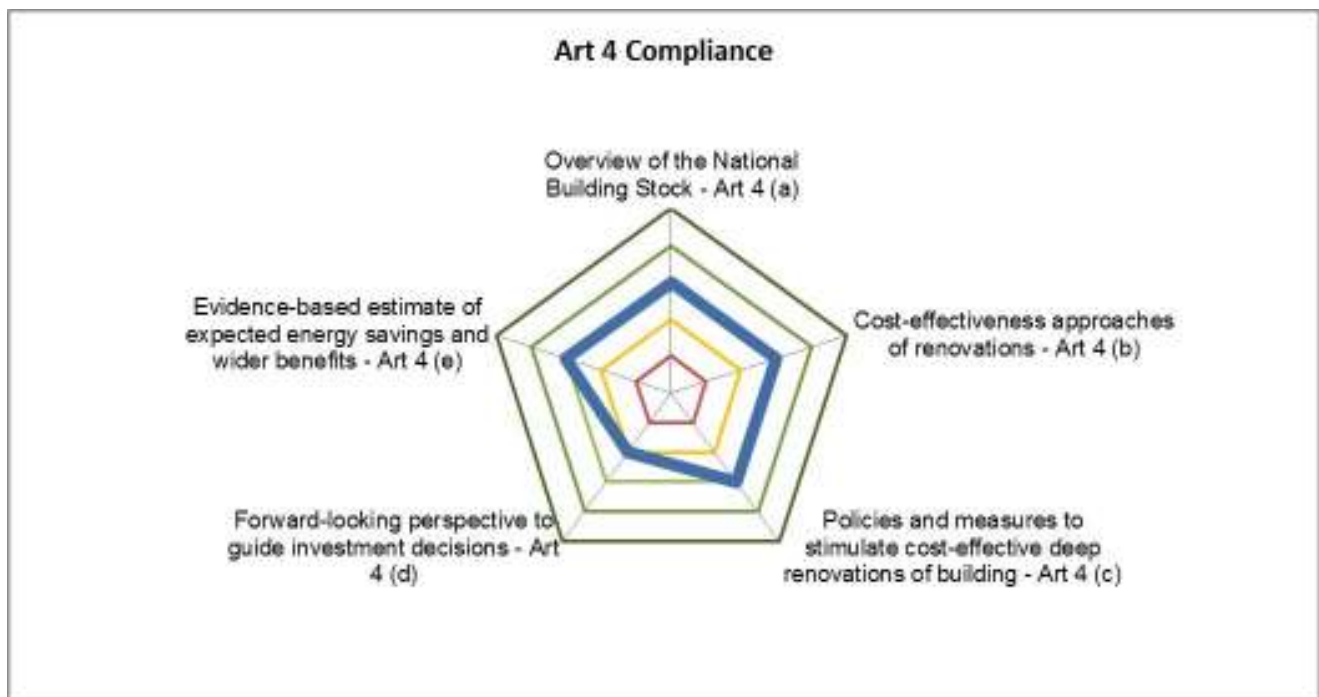 Art 4 Compliance
Overview of the National
Building Stock - Art 4 (a)
Cost-effectiveness approaches
of renovations - Art 4 (b)
Policies and measures to
stimulate cost-effective deep
renovations of building - Art 4 (c)
Forward-looking perspective to
guide investment decisions - Art
4 (d)
Evidence-based estimate of
expected energy savings and
wider benefits - Art 4 (e)